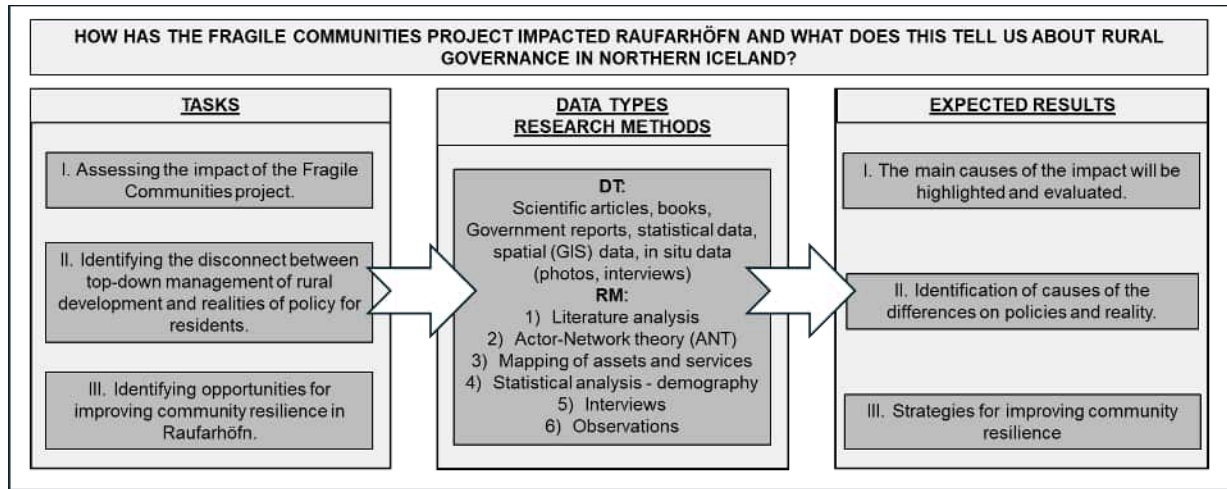 HOW HAS THE FRAGILE COMMUNITIES PROJECT IMPACTED RAUFARHÖFN AND WHAT DOES THIS TELL US ABOUT RURAL
GOVERNANCE IN NORTHERN ICELAND?
TASKS
I. Assessing the impact of the Fragile
Communities project.
II. Identifying the disconnect between
top-down management of rural
development and realities of policy for
residents.
III. Identifying opportunities for
improving community resilience in
Raufarhöfn.
DATA TYPES
RESEARCH METHODS
DT:
Scientific articles, books,
Government reports, statistical data,
spatial (GIS) data, in situ data
(photos, interviews)
RM:
1) Literature analysis
2) Actor-Network theory (ANT)
3) Mapping of assets and services
4) Statistical analysis - demography
5) Interviews
6) Observations
EXPECTED RESULTS
I. The main causes of the impact will be
highlighted and evaluated.
II. Identification of causes of the
differences on policies and reality.
III. Strategies for improving community
resilience